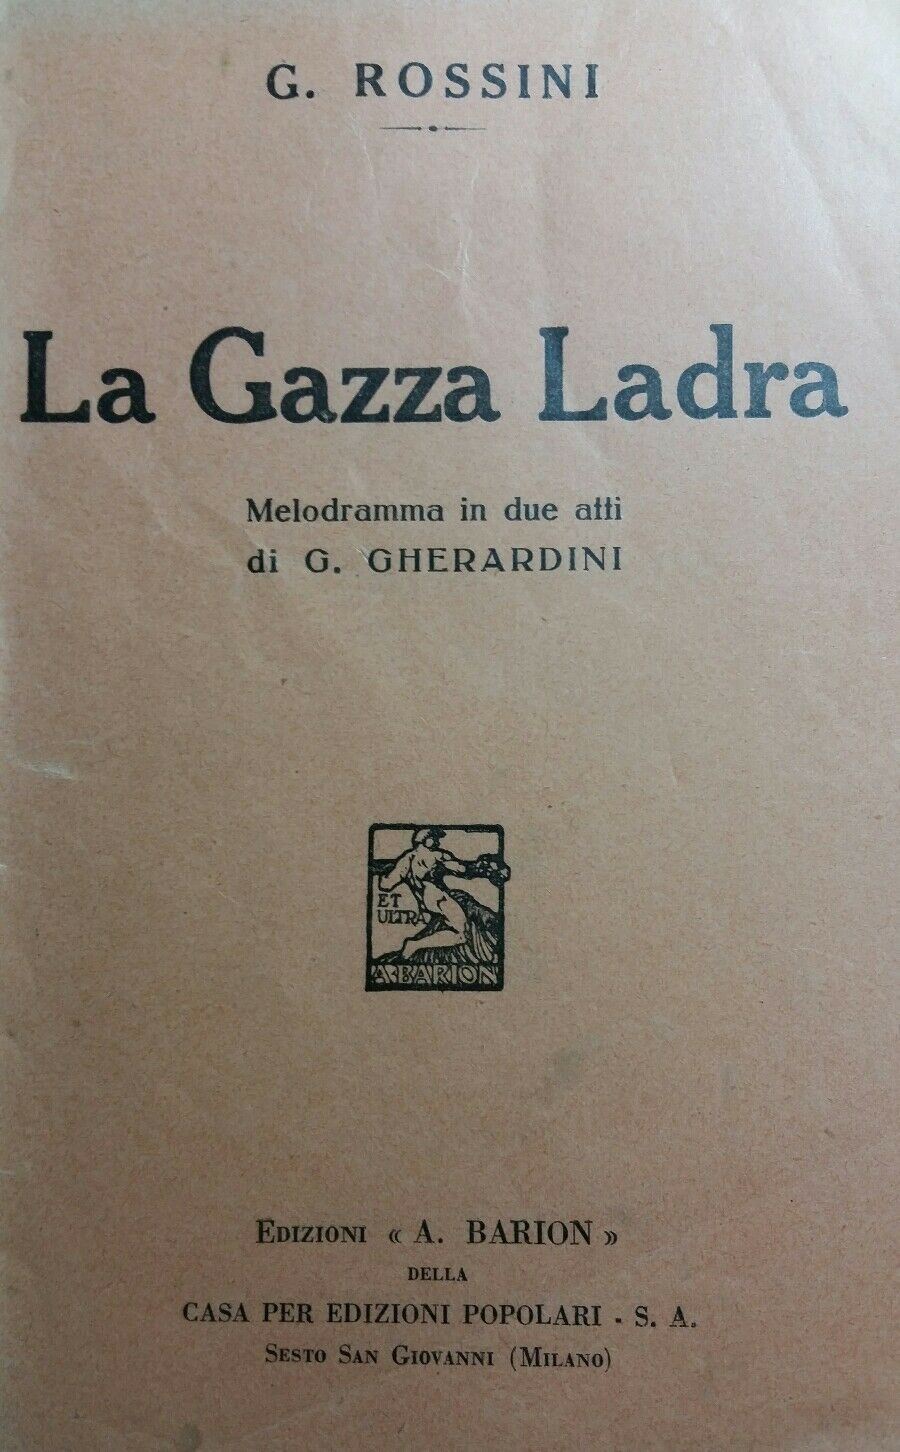 G. ROSSINI
La Gazza Ladra
Melodramma in due atti
di G. GHERARDINI
ET
ULTRA
A·BARION
EDIZIONI « A. BARION »
DELLA
CASA PER EDIZIONI POPOLARI - S. A.
SESTO SAN GIOVANNI (MILANO)